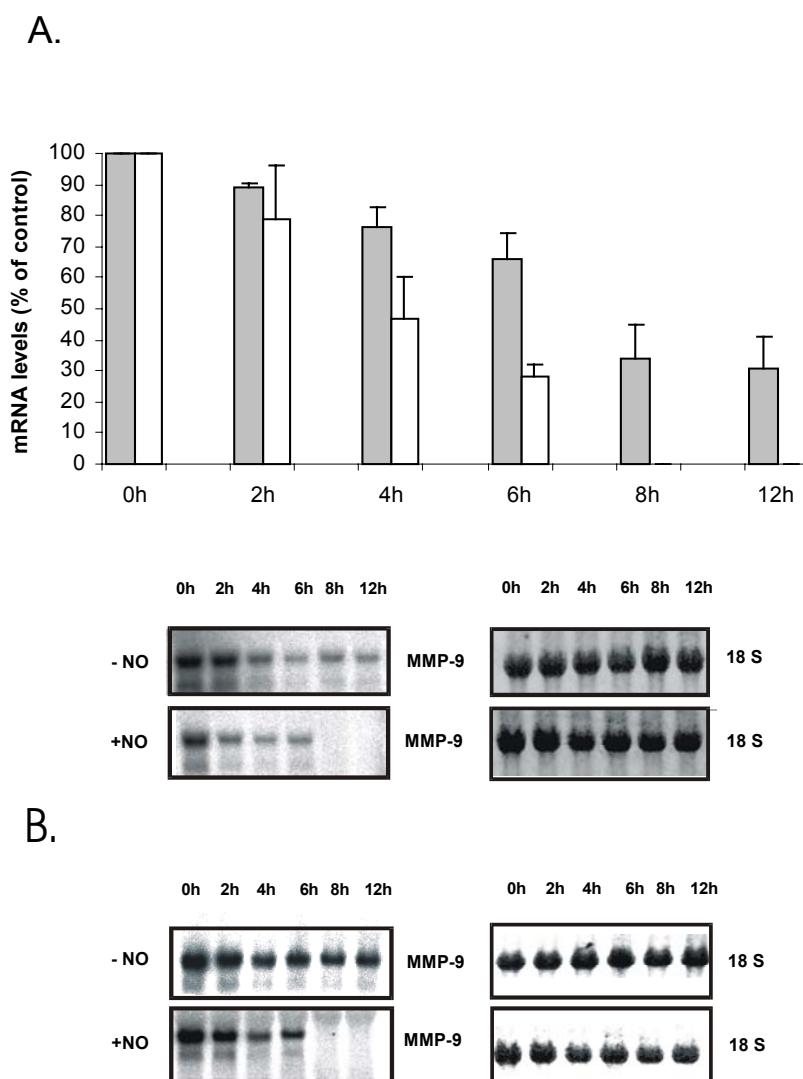 A.
mRNA levels (% of control)
100
90
80
70
60
50
40
30
20
10
0
0h 2h 4h 6h 8h 12h
0h 2h 4h 6h 8h 12h 0h 2h 4h 6h 8h 12h
- NO MMP-9 18 S
+NO MMP-9 18 S
B.
0h 2h 4h 6h 8h 12h 0h 2h 4h 6h 8h 12h
- NO MMP-9 18 S
+NO MMP-9 18 S